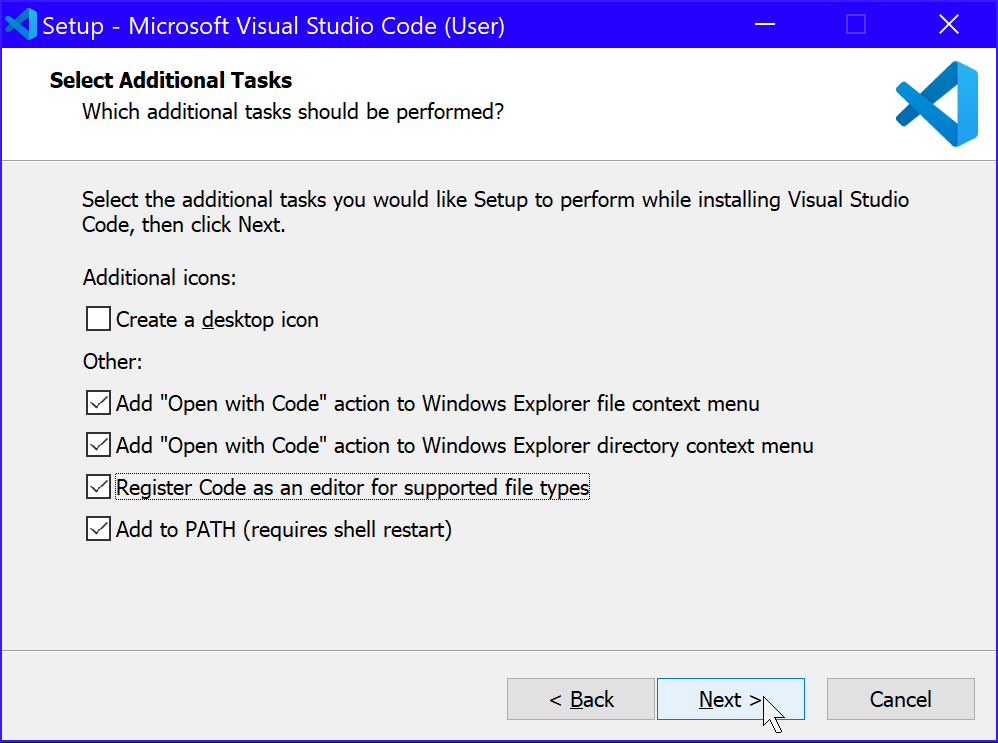 Setup - Microsoft Visual Studio Code (User)
Select Additional Tasks
Which additional tasks should be performed?
Select the additional tasks you would like Setup to perform while installing Visual Studio
Code, then click Next.
Additional icons:
Create a desktop icon
Other:
Add "Open with Code" action to Windows Explorer file context menu
Add "Open with Code" action to Windows Explorer directory context menu
Register Code as an editor for supported file types
Add to PATH (requires shell restart)
< Back Next > Cancel